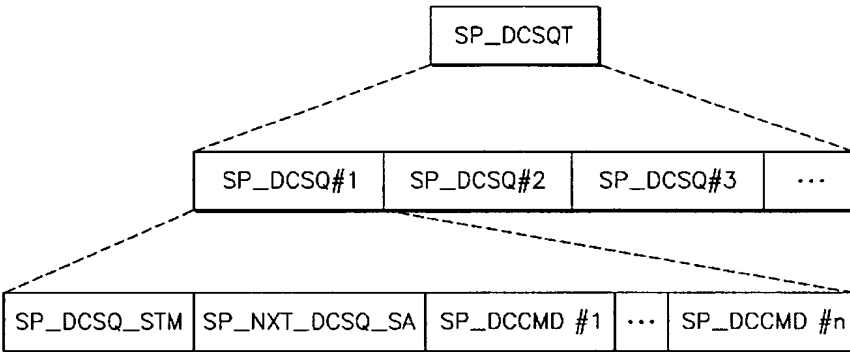 SP_DCSQT
SP_DCSQ#1 SP_DCSQ#2 SP_DCSQ#3 ...
SP_DCSQ_STM SP_NXT_DCSQ_SA SP_DCCMD #1 ... SP_DCCMD #n